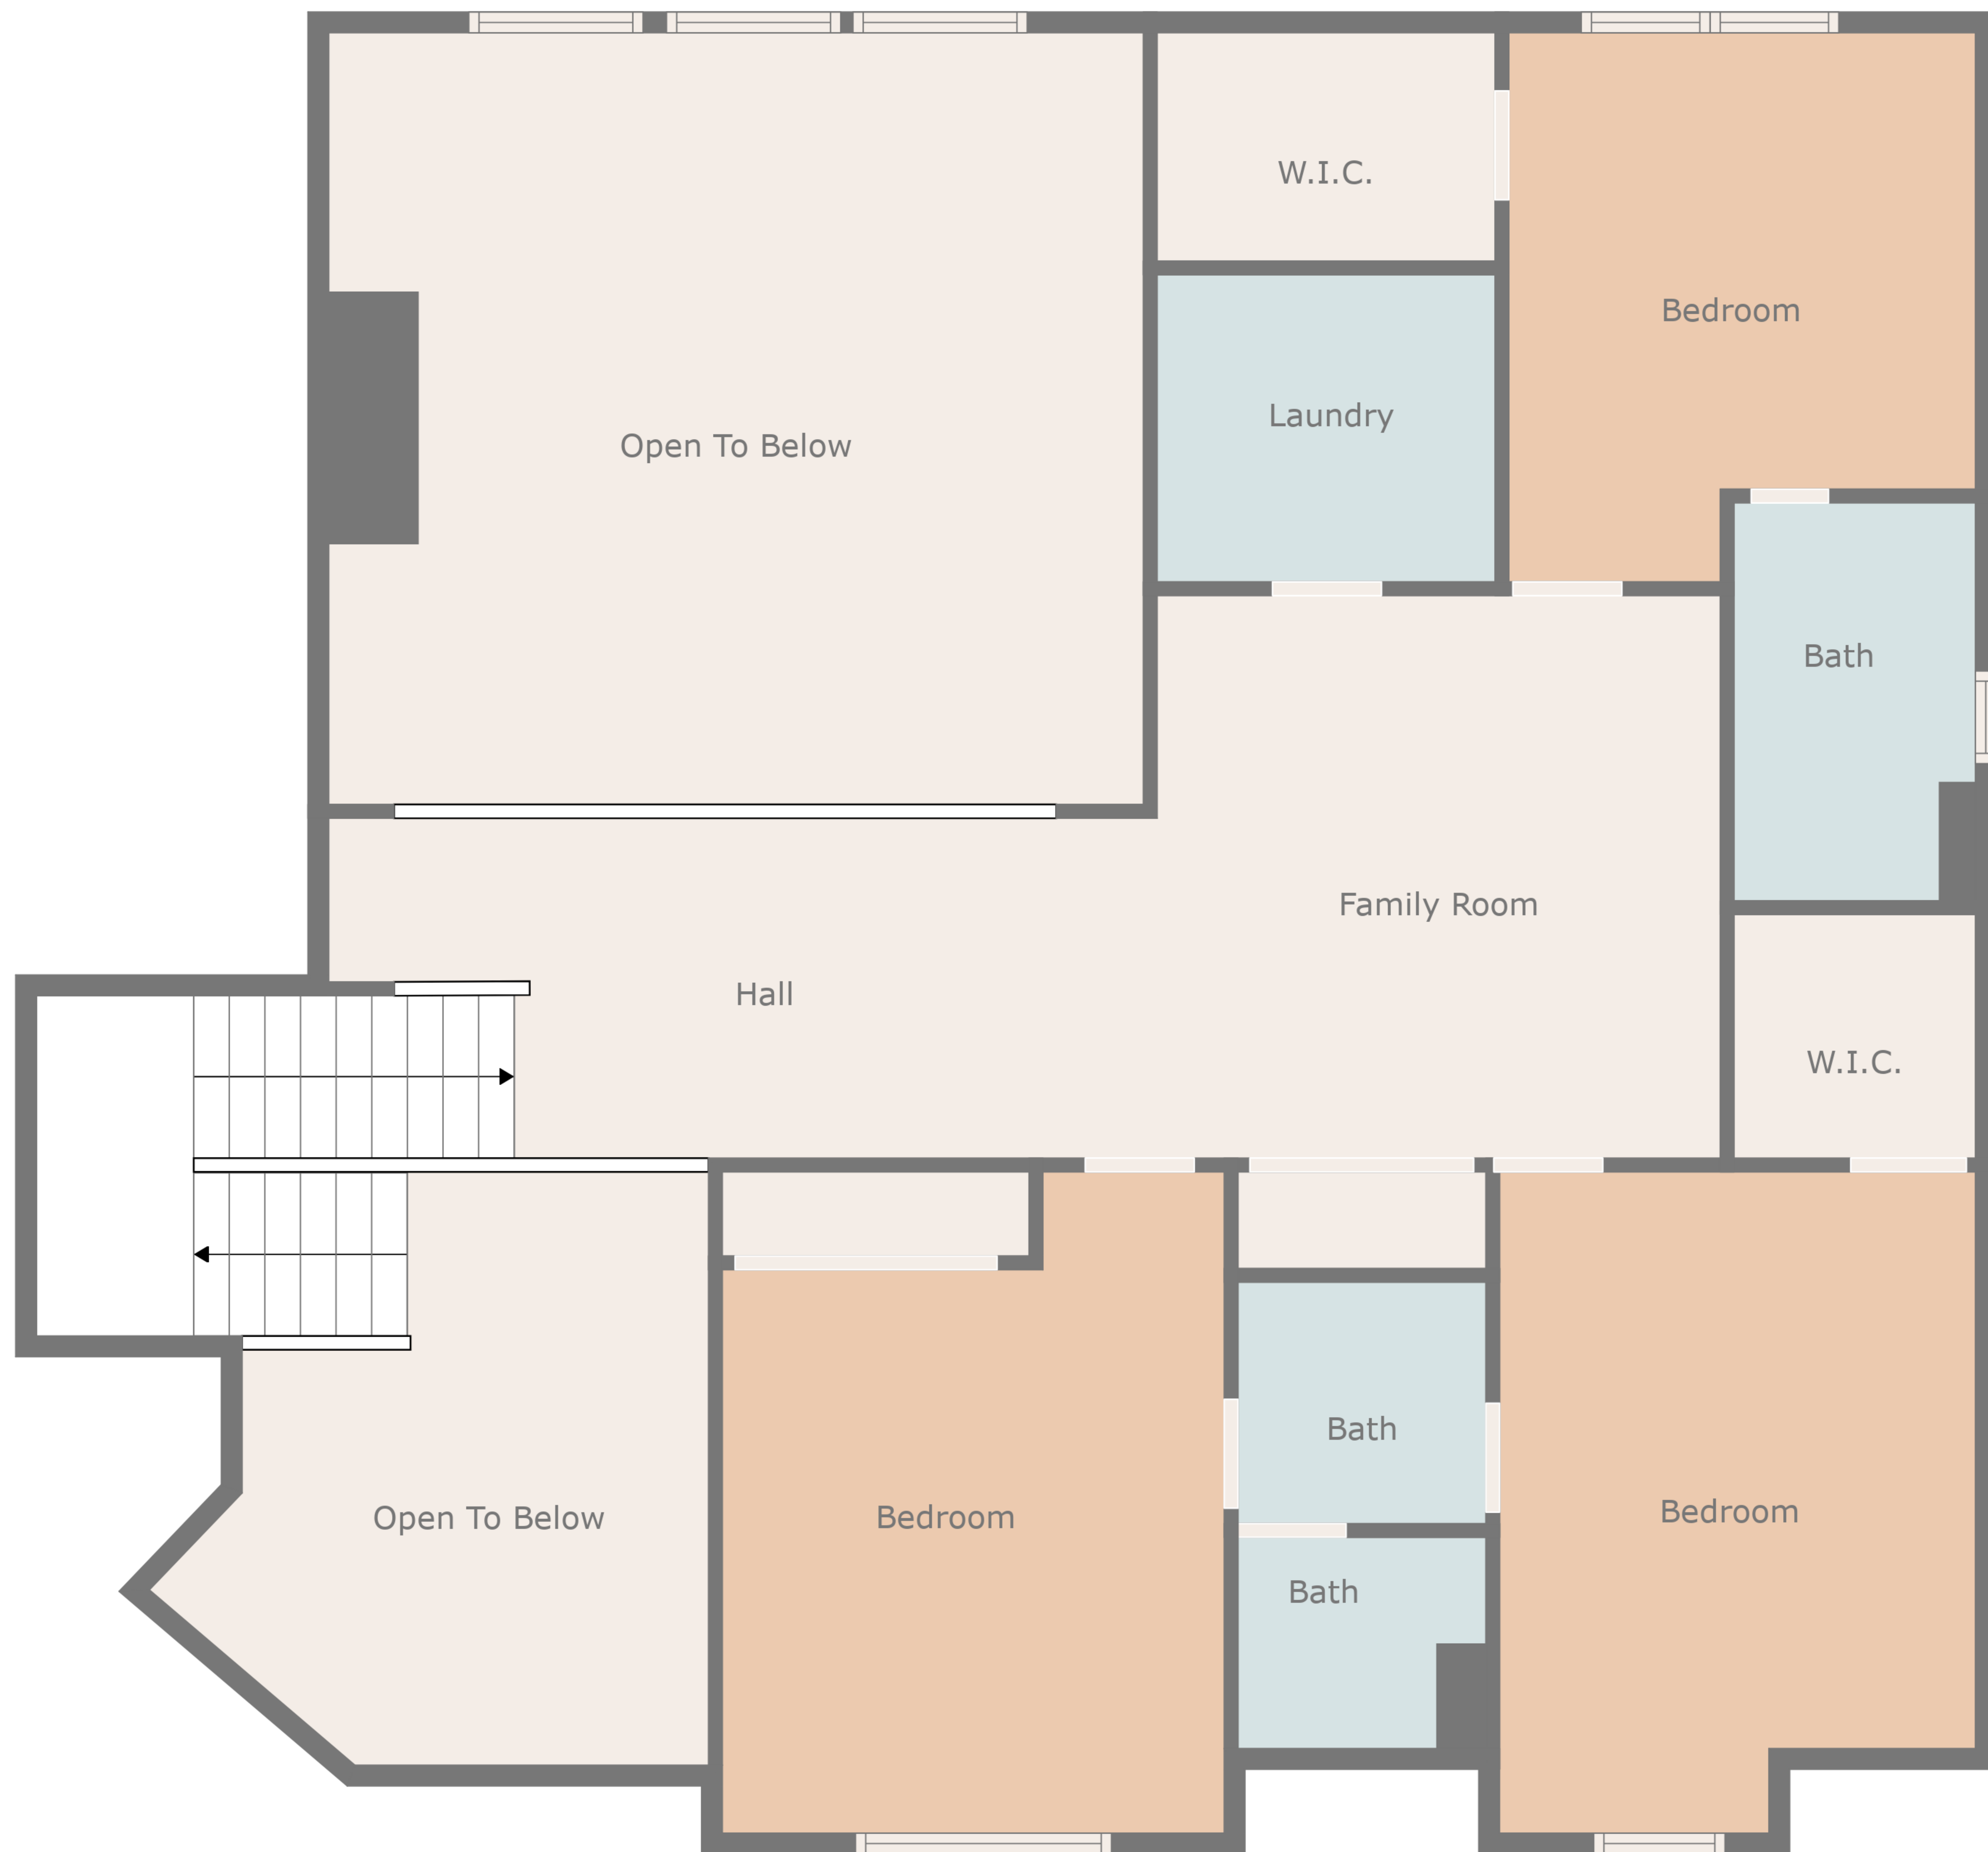 W.I.C.
Bedroom
Laundry
Open To Below
Bath
Family Room
Hall
W.I.C.
Bath
Bedroom
Open To Below
Bedroom
Bath